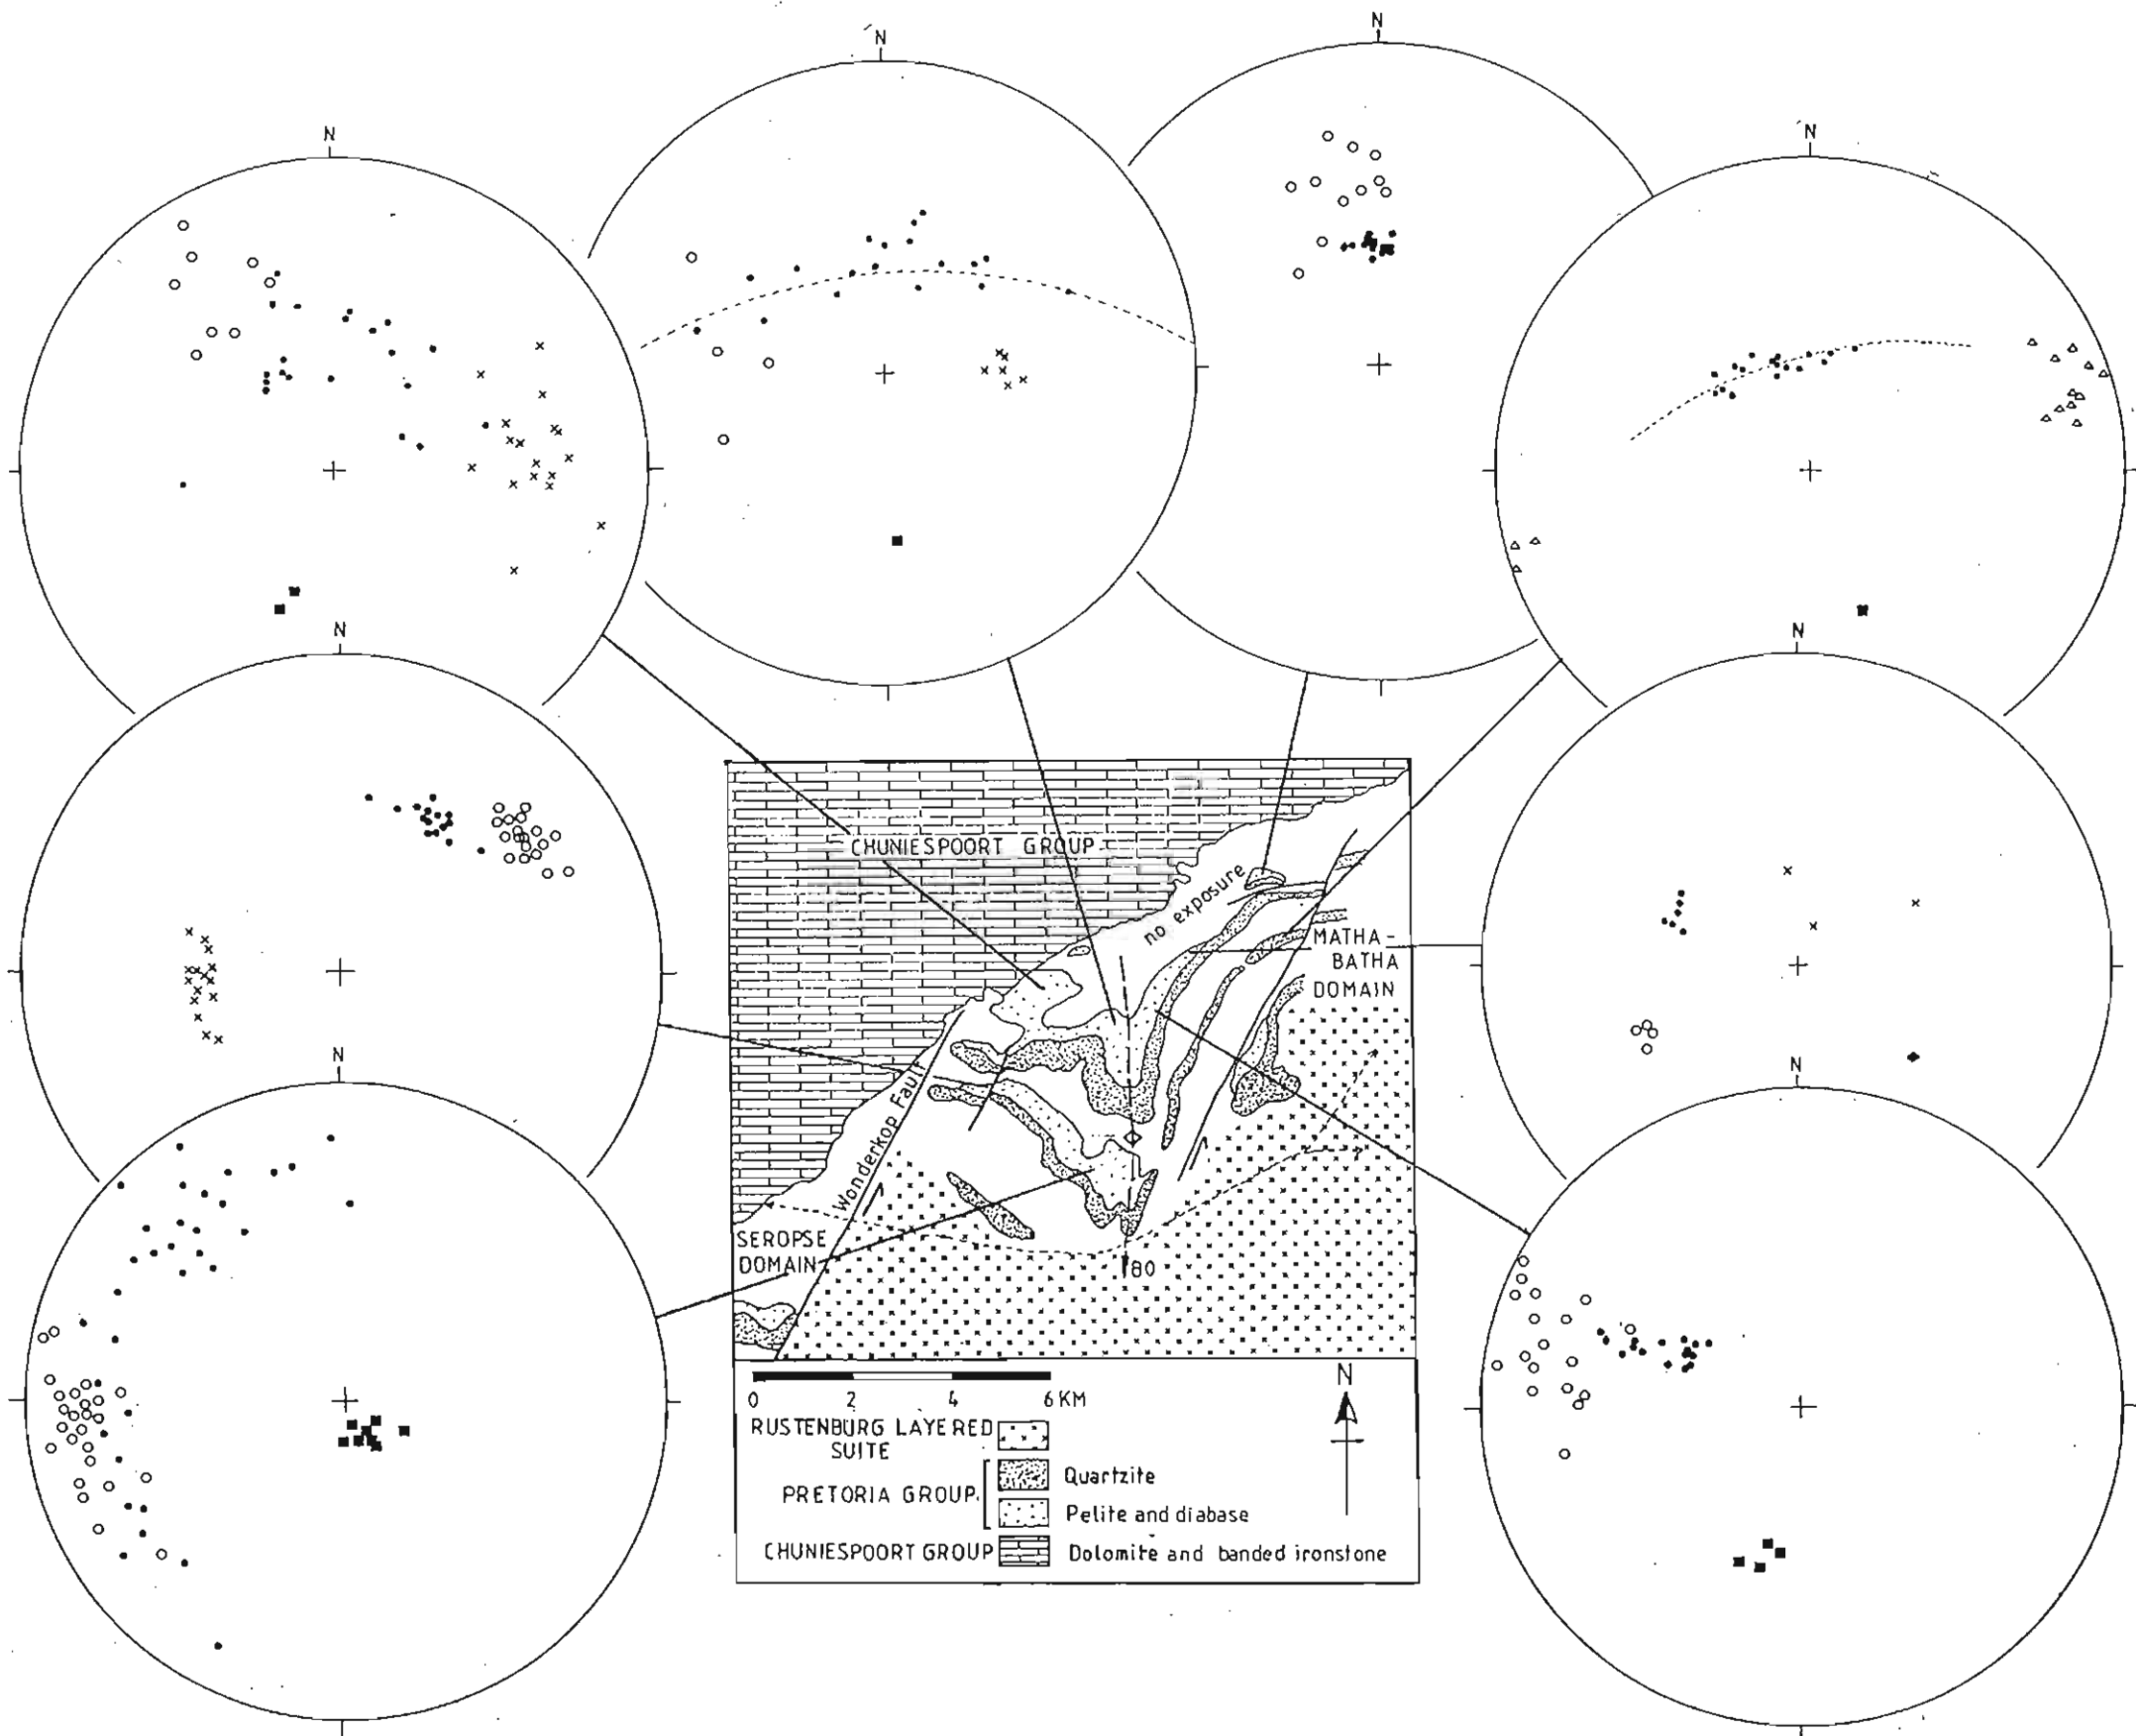 N
N
N
N
N
N
N
N
CHUNIESPOORT GROUP
no exposure
MATHA-
BATHA
DOMAIN
Wonderkop Fault
SEROPSE
DOMAIN
80
0 2 4 6 KM
N
RUSTENBURG LAYERED
SUITE
Quartzite
PRETORIA GROUP
Pelite and diabase
CHUNIESPOORT GROUP
Dolomite and banded ironstone